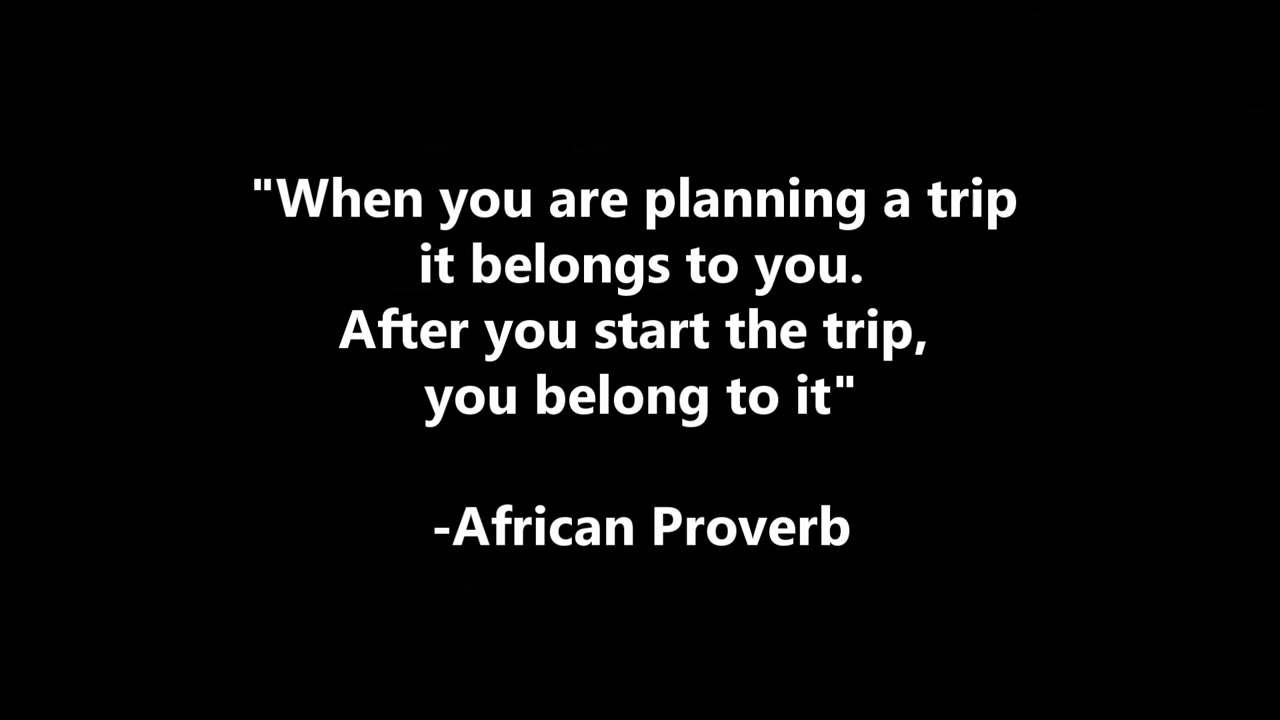 "When you are planning a trip
it belongs to you.
After you start the trip,
you belong to it"
-African Proverb